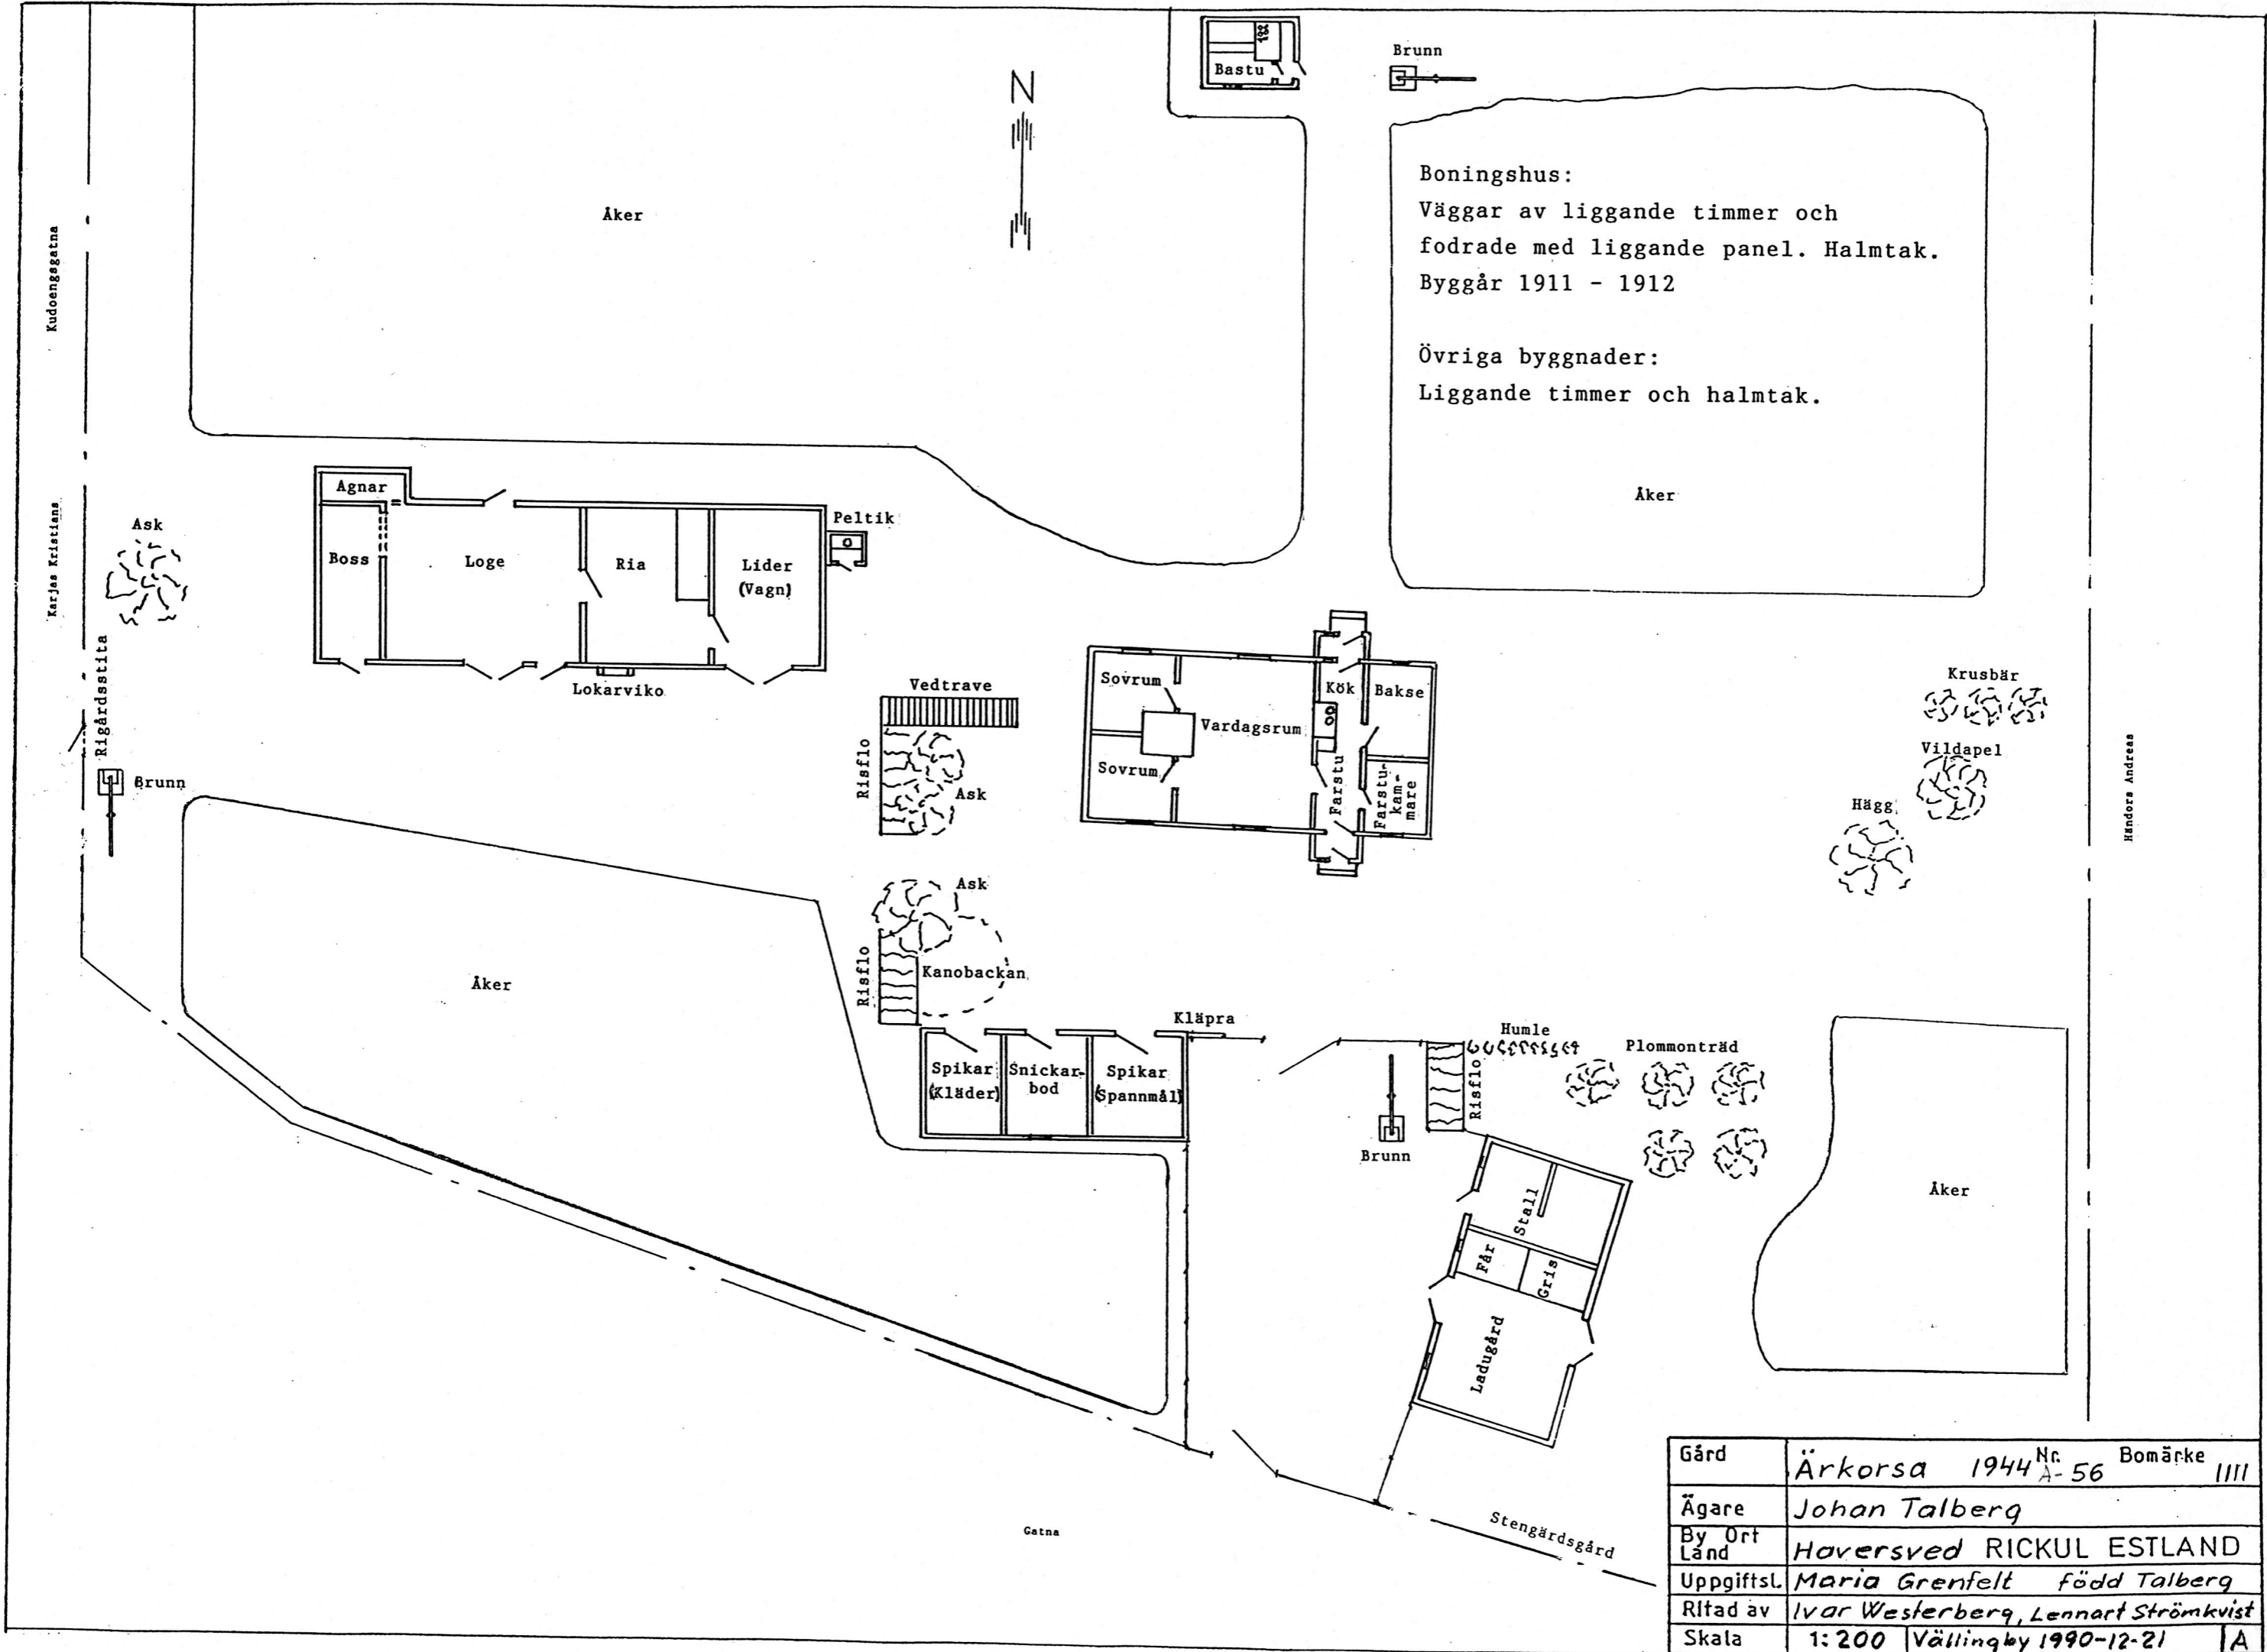 Bastu
Brunn
N
Boningshus:
Väggar av liggande timmer och
fodrade med liggande panel. Halmtak.
Byggår 1911 - 1912
Övriga byggnader:
Liggande timmer och halmtak.
Åker
Åker
Kudoengsgatna
Karjas Kristians
Ask
Agnar
Boss
Loge
Ria
Lider
(Vagn)
Peltik
Lokarviko
Rigårdsstita
Brunn
Vedtrave
Risflo
Ask
Sovrum
Sovrum
Vardagsrum
Kök
Bakse
Farstu
Farstu-
kam-
mare
Krusbär
Vildapel
Hägg
Händors Andreas
Ask
Risflo
Kanobackan
Åker
Kläpra
Spikar
(Kläder)
Snickar-
bod
Spikar
(Spannmål)
Humle
Risflo
Plommonträd
Brunn
Stall
Får
Gris
Ladugård
Åker
Gatna
Stengärdsgård
Gård Ärkorsa 1944 Nr. A-56 Bomärke IIII
Ägare Johan Talberg
By Ort
Land Haversved RICKUL ESTLAND
Uppgiftsl. Maria Grenfelt född Talberg
Ritad av Ivar Westerberg, Lennart Strömkvist
Skala 1:200 Vällingby 1990-12-21 A